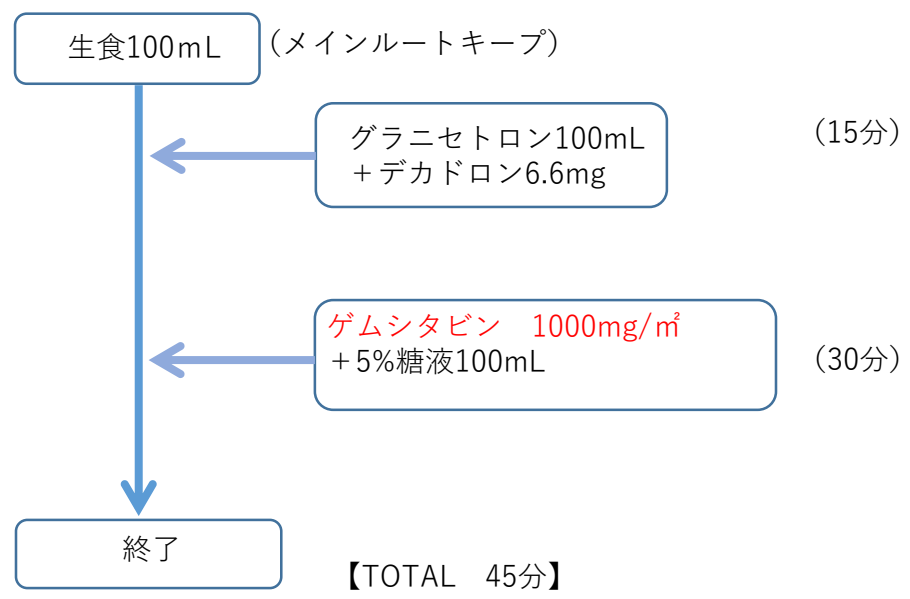 生食100mL
(メインルートキープ)
グラニセトロン100mL
+デカドロン6.6mg
(15分)
ゲムシタビン　1000mg/㎡
+5%糖液100mL
(30分)
終了
【TOTAL　45分】